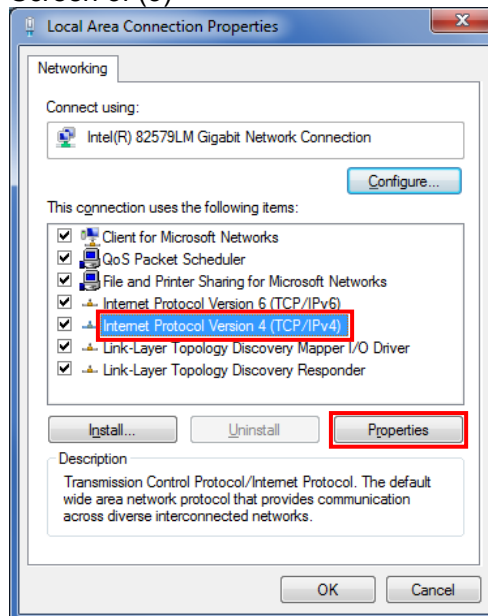 Local Area Connection Properties
Networking
Connect using:
Intel(R) 82579LM Gigabit Network Connection
Configure...
This connection uses the following items:
Client for Microsoft Networks
QoS Packet Scheduler
File and Printer Sharing for Microsoft Networks
Internet Protocol Version 6 (TCP/IPv6)
Internet Protocol Version 4 (TCP/IPv4)
Link-Layer Topology Discovery Mapper I/O Driver
Link-Layer Topology Discovery Responder
Install...
Uninstall
Properties
Description
Transmission Control Protocol/Internet Protocol. The default
wide area network protocol that provides communication
across diverse interconnected networks.
OK
Cancel